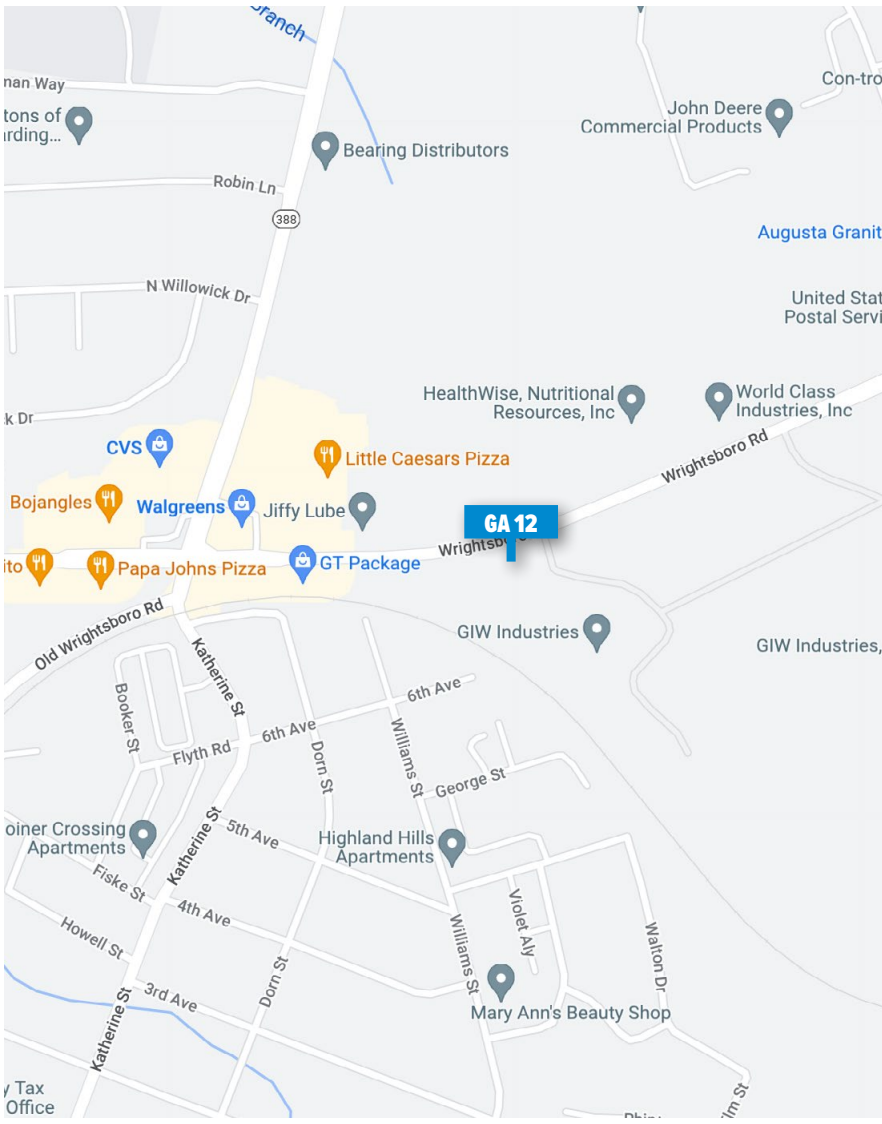 Branch
nan Way
tons of
arding...
John Deere
Commercial Products
Con-tro
Bearing Distributors
Robin Ln
388
Augusta Granit
N Willowick Dr
United Stat
Postal Servi
HealthWise, Nutritional
Resources, Inc
World Class
Industries, Inc
k Dr
CVS
Little Caesars Pizza
Wrightsboro Rd
Bojangles
Walgreens
Jiffy Lube
GA 12
Wrightsboro
ito
Papa Johns Pizza
GT Package
Old Wrightsboro Rd
GIW Industries
GIW Industries,
Katherine St
Booker St
6th Ave
6th Ave
Flyth Rd
Dorn St
Williams St
George St
oiner Crossing
Apartments
Katherine St
5th Ave
Highland Hills
Apartments
Fiske St
4th Ave
Violet Aly
Howell St
Williams St
Walton Dr
3rd Ave
Dorn St
Katherine St
Mary Ann's Beauty Shop
y Tax
Office
lm St